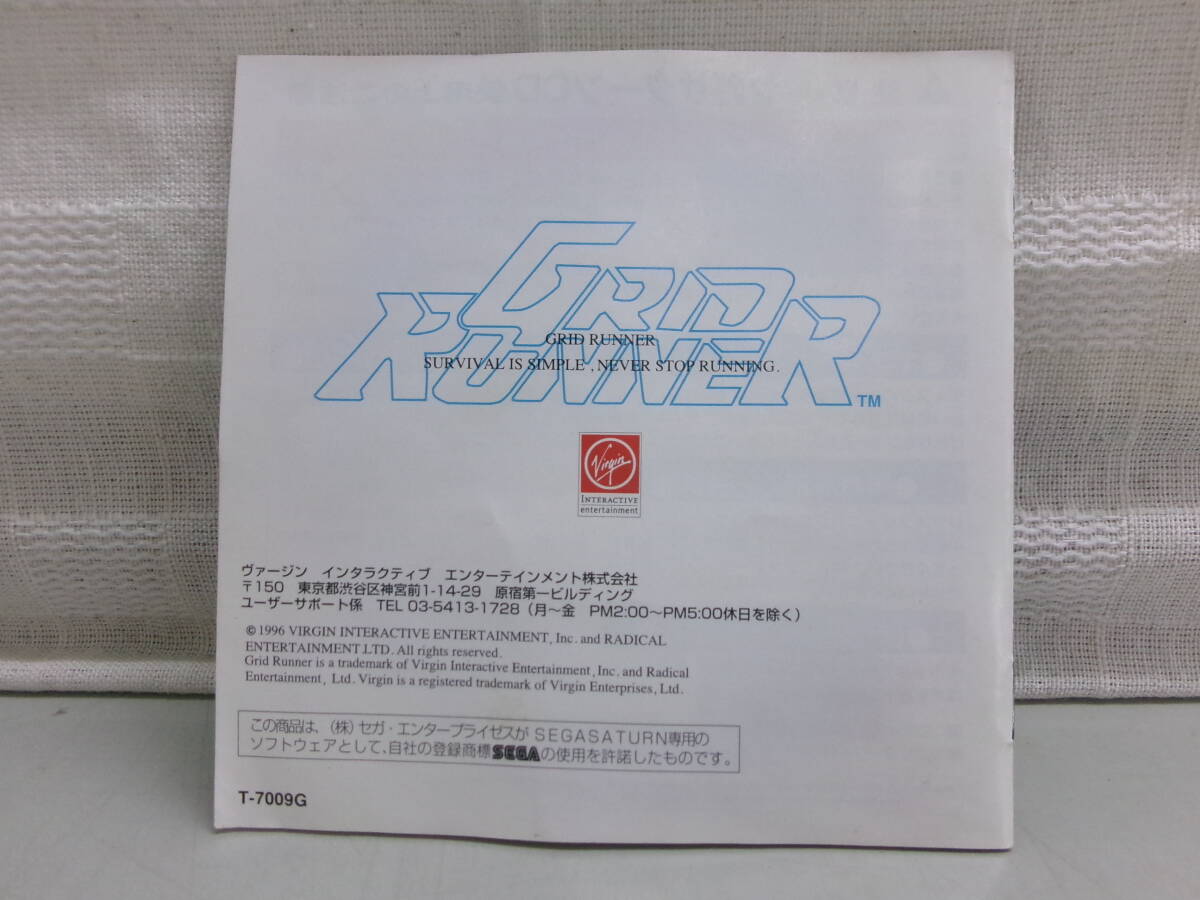 GRID
RUNNER
TM
GRID RUNNER
SURVIVAL IS SIMPLE , NEVER STOP RUNNING.
Virgin
INTERACTIVE
entertainment
ヴァージン　インタラクティブ　エンターテインメント株式会社
〒150　東京都渋谷区神宮前1-14-29　原宿第一ビルディング
ユーザーサポート係　TEL 03-5413-1728（月～金　PM2:00～PM5:00休日を除く）
© 1996 VIRGIN INTERACTIVE ENTERTAINMENT, Inc. and RADICAL
ENTERTAINMENT.LTD. All rights reserved.
Grid Runner is a trademark of Virgin Interactive Entertainment, Inc. and Radical
Entertainment, Ltd. Virgin is a registered trademark of Virgin Enterprises, Ltd.
この商品は、（株）セガ・エンタープライゼスが SEGASATURN専用の
ソフトウェアとして、自社の登録商標SEGAの使用を許諾したものです。
T-7009G